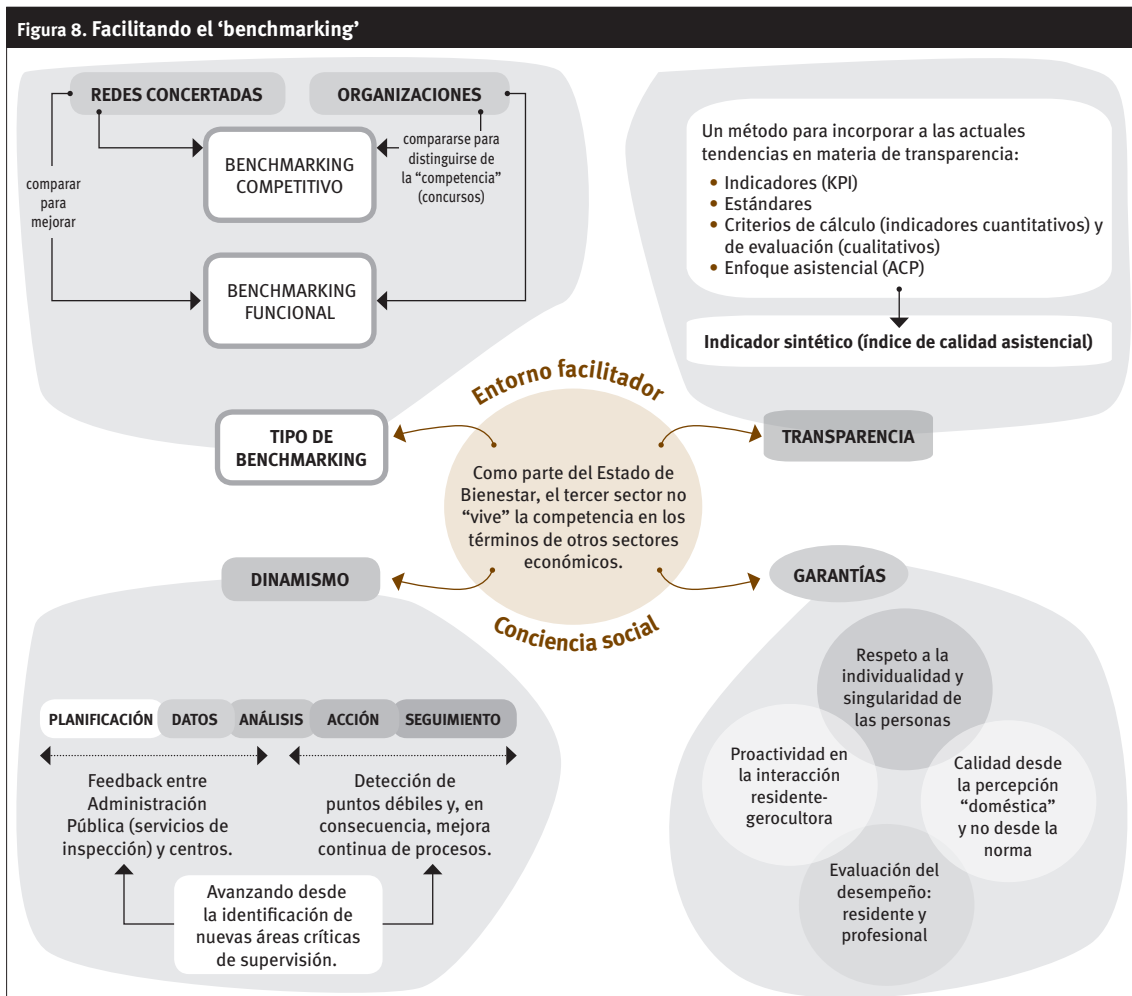 Figura 8. Facilitando el ‘benchmarking’
REDES CONCERTADAS
ORGANIZACIONES
comparar
para
mejorar
BENCHMARKING
COMPETITIVO
compararse para
distinguirse de
la “competencia”
(concursos)
BENCHMARKING
FUNCIONAL
TIPO DE
BENCHMARKING
Un método para incorporar a las actuales
tendencias en materia de transparencia:
• Indicadores (KPI)
• Estándares
• Criterios de cálculo (indicadores cuantitativos) y
de evaluación (cualitativos)
• Enfoque asistencial (ACP)
Indicador sintético (índice de calidad asistencial)
TRANSPARENCIA
Entorno facilitador
Como parte del Estado de
Bienestar, el tercer sector no
“vive” la competencia en los
términos de otros sectores
económicos.
Conciencia social
DINAMISMO
PLANIFICACIÓN
DATOS
ANÁLISIS
ACCIÓN
SEGUIMIENTO
Feedback entre
Administración
Pública (servicios de
inspección) y centros.
Detección de
puntos débiles y, en
consecuencia, mejora
continua de procesos.
Avanzando desde
la identificación de
nuevas áreas críticas
de supervisión.
GARANTÍAS
Respeto a la
individualidad y
singularidad de
las personas
Proactividad en
la interacción
residente-
gerocultora
Calidad desde
la percepción
“doméstica”
y no desde la
norma
Evaluación del
desempeño:
residente y
profesional